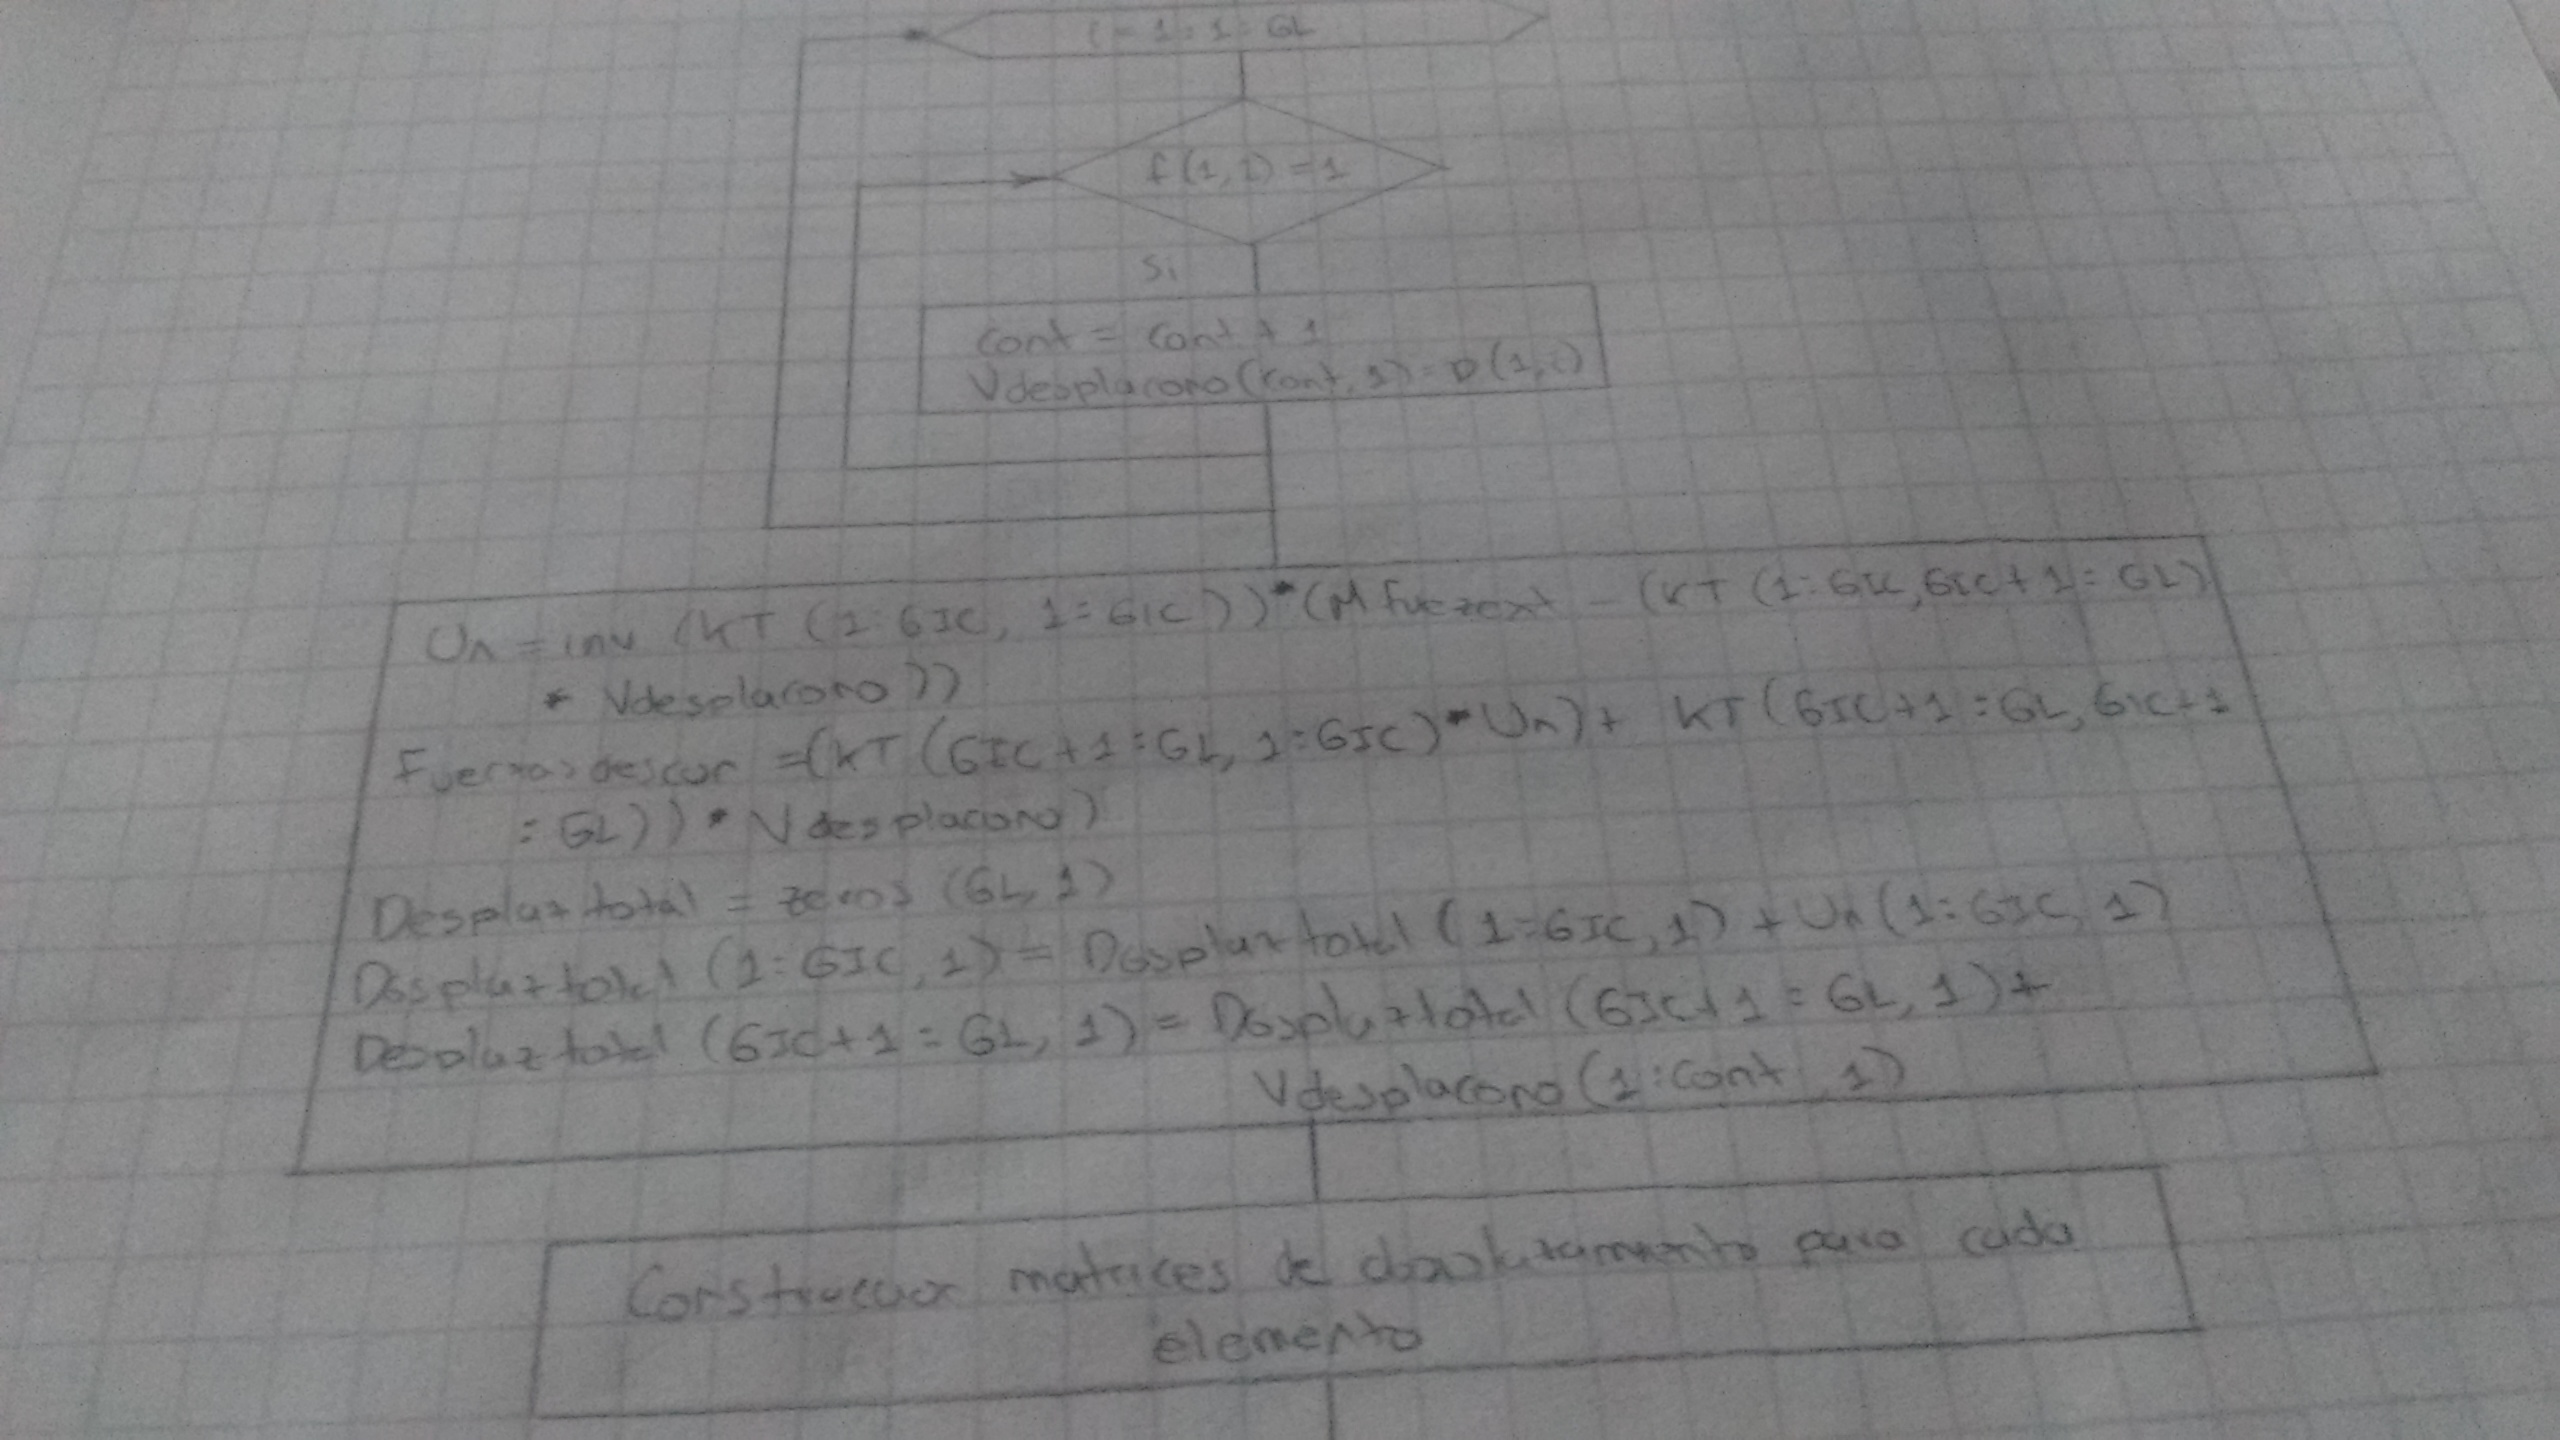 i = 1 : 1 : GL
f(1, i) = 1
Si
cont = cont + 1
Vdesplacono(cont, 1) = D(1, i)
Un = inv (KT (1:GIC, 1:GIC))*(MFuerext - (KT (1:GIC, GIC+1:GL)
* Vdesplacono))
Fuerzasdescon =(KT (GIC+1:GL, 1:GIC)*Un)+ KT(GIC+1:GL, GIC+1
:GL))*Vdesplacono)
Desplaztotal = zeros (GL, 1)
Desplaztotal (1:GIC, 1) = Desplaztotal (1:GIC, 1) + Un (1:GIC, 1)
Desplaztotal (GIC+1:GL, 1) = Desplaztotal (GIC+1:GL, 1)+
Vdesplacono(1:cont, 1)
matrices de desplazamiento para cada
elemento